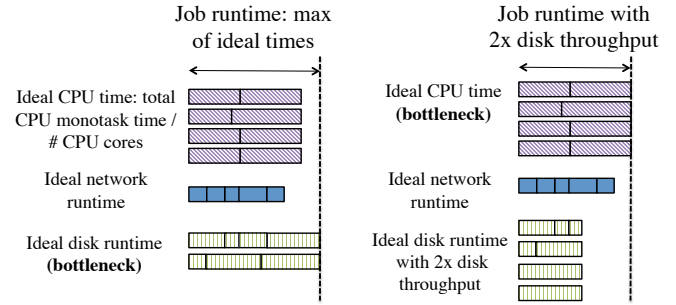 Job runtime: max
of ideal times
Ideal CPU time: total
CPU monotask time /
# CPU cores
Ideal network
runtime
Ideal disk runtime
(bottleneck)
Job runtime with
2x disk throughput
Ideal CPU time
(bottleneck)
Ideal network
runtime
Ideal disk runtime
with 2x disk
throughput